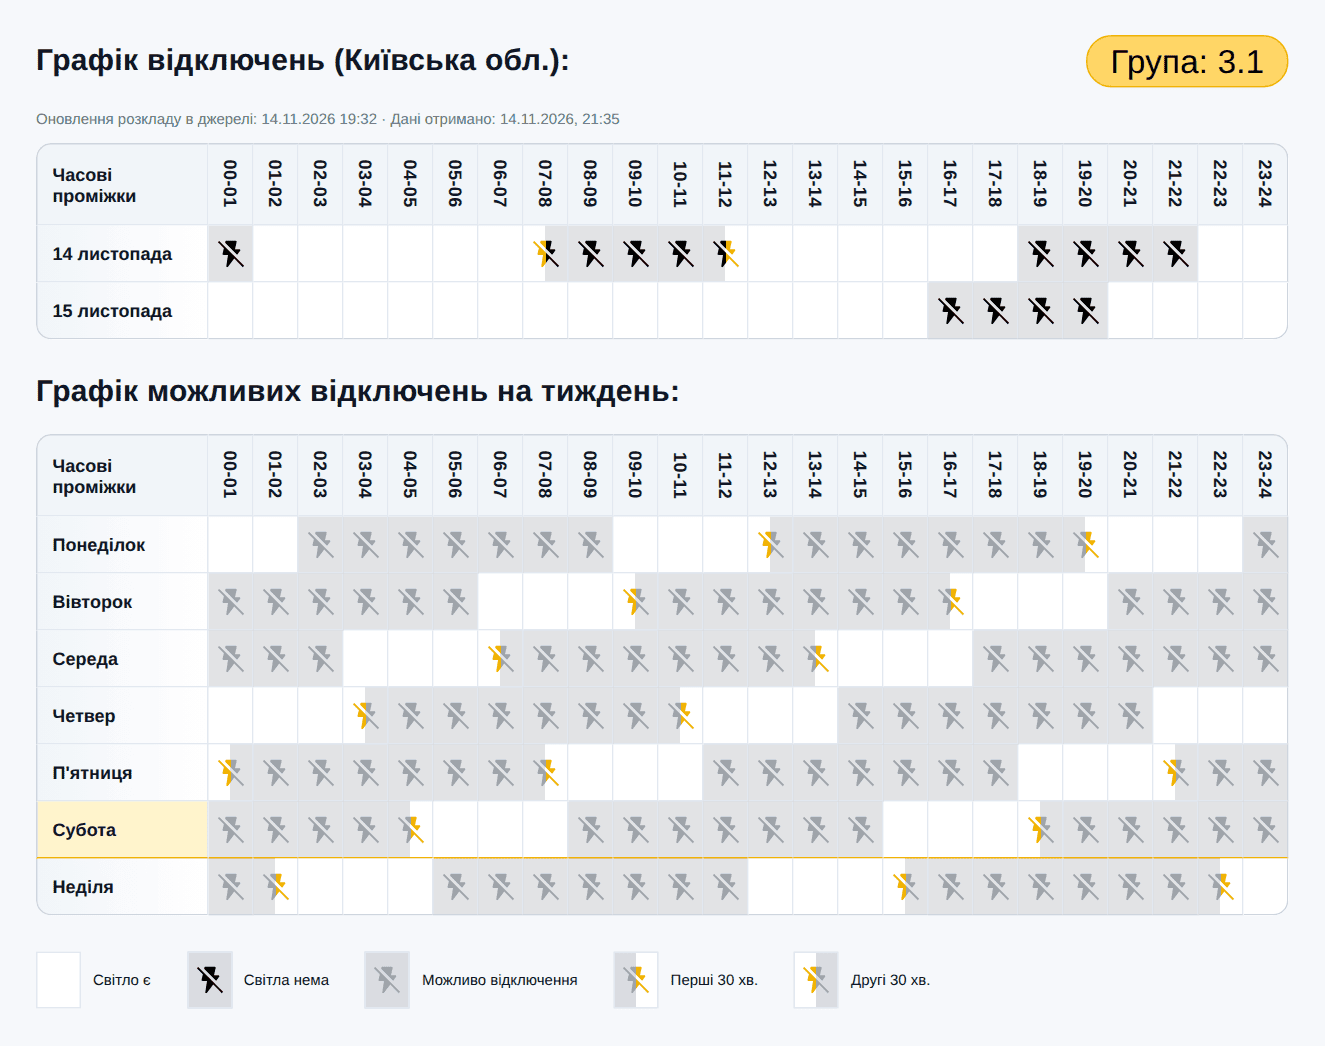 Графік відключень (Київська обл.):
Група: 3.1
Оновлення розкладу в джерелі: 14.11.2026 19:32 · Дані отримано: 14.11.2026, 21:35
Часові проміжки 00-01 01-02 02-03 03-04 04-05 05-06 06-07 07-08 08-09 09-10 10-11 11-12 12-13 13-14 14-15 15-16 16-17 17-18 18-19 19-20 20-21 21-22 22-23 23-24
14 листопада
15 листопада
Графік можливих відключень на тиждень:
Часові проміжки 00-01 01-02 02-03 03-04 04-05 05-06 06-07 07-08 08-09 09-10 10-11 11-12 12-13 13-14 14-15 15-16 16-17 17-18 18-19 19-20 20-21 21-22 22-23 23-24
Понеділок
Вівторок
Середа
Четвер
П'ятниця
Субота
Неділя
Світло є Світла нема Можливо відключення Перші 30 хв. Другі 30 хв.